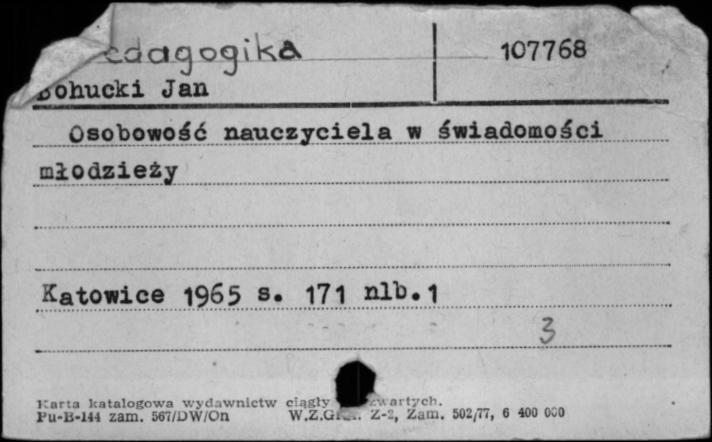 edagogika 107768
Bohucki Jan
Osobowość nauczyciela w świadomości
młodzieży
Katowice 1965 s. 171 nlb.1
3
Karta katalogowa wydawnictw ciągły
Pu-B-144 zam. 567/DW/On W.Z.Gr Z-2, Zam. 502/77, 6 400 000